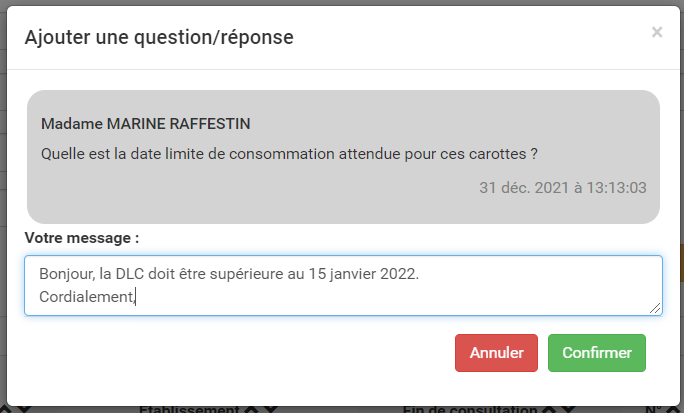 Ajouter une question/réponse
×
Madame MARINE RAFFESTIN
Quelle est la date limite de consommation attendue pour ces carottes ?
31 déc. 2021 à 13:13:03
Votre message :
Bonjour, la DLC doit être supérieure au 15 janvier 2022.
Cordialement,
Annuler Confirmer
Etablissement Fin de consultation N°